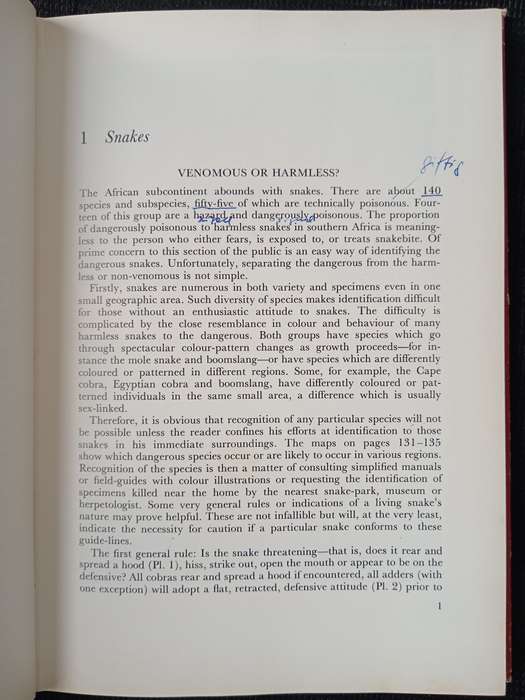 1 Snakes
giftig
VENOMOUS OR HARMLESS?
The African subcontinent abounds with snakes. There are about 140
species and subspecies, fifty-five of which are technically poisonous. Four-
teen of this group are a hazard and dangerously poisonous. The proportion
of dangerously poisonous to harmless snakes in southern Africa is meaning-
less to the person who either fears, is exposed to, or treats snakebite. Of
prime concern to this section of the public is an easy way of identifying the
dangerous snakes. Unfortunately, separating the dangerous from the harm-
less or non-venomous is not simple.
Firstly, snakes are numerous in both variety and specimens even in one
small geographic area. Such diversity of species makes identification difficult
for those without an enthusiastic attitude to snakes. The difficulty is
complicated by the close resemblance in colour and behaviour of many
harmless snakes to the dangerous. Both groups have species which go
through spectacular colour-pattern changes as growth proceeds—for in-
stance the mole snake and boomslang—or have species which are differently
coloured or patterned in different regions. Some, for example, the Cape
cobra, Egyptian cobra and boomslang, have differently coloured or pat-
terned individuals in the same small area, a difference which is usually
sex-linked.
Therefore, it is obvious that recognition of any particular species will not
be possible unless the reader confines his efforts at identification to those
snakes in his immediate surroundings. The maps on pages 131–135
show which dangerous species occur or are likely to occur in various regions.
Recognition of the species is then a matter of consulting simplified manuals
or field-guides with colour illustrations or requesting the identification of
specimens killed near the home by the nearest snake-park, museum or
herpetologist. Some very general rules or indications of a living snake's
nature may prove helpful. These are not infallible but will, at the very least,
indicate the necessity for caution if a particular snake conforms to these
guide-lines.
The first general rule: Is the snake threatening—that is, does it rear and
spread a hood (Pl. 1), hiss, strike out, open the mouth or appear to be on the
defensive? All cobras rear and spread a hood if encountered, all adders (with
one exception) will adopt a flat, retracted, defensive attitude (Pl. 2) prior to
1